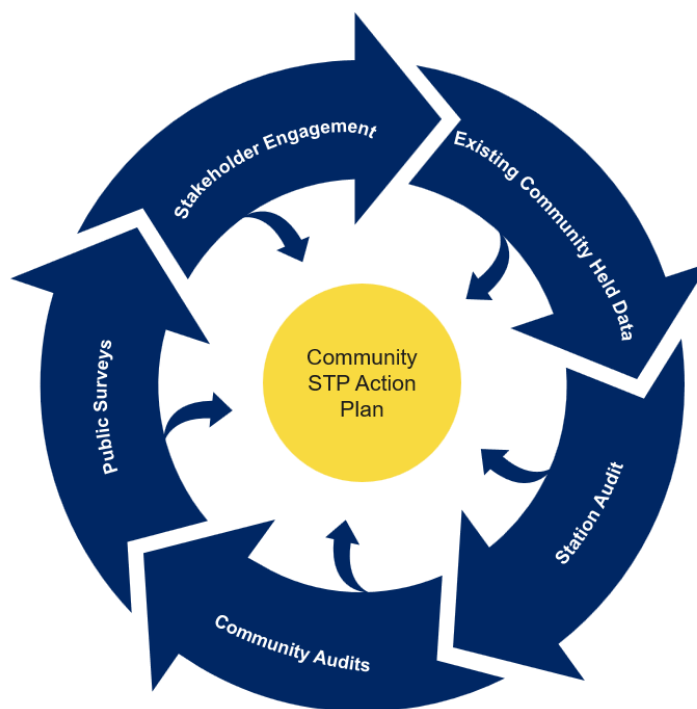 Stakeholder Engagement
Existing Community Held Data
Station Audit
Community Audits
Public Surveys
Community
STP Action
Plan